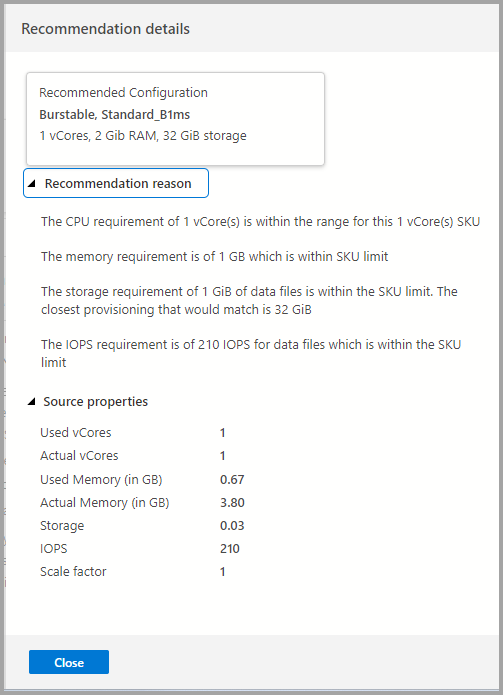 Recommendation details
Recommended Configuration
Burstable, Standard_B1ms
1 vCores, 2 Gib RAM, 32 GiB storage
Recommendation reason
The CPU requirement of 1 vCore(s) is within the range for this 1 vCore(s) SKU
The memory requirement is of 1 GB which is within SKU limit
The storage requirement of 1 GiB of data files is within the SKU limit. The
closest provisioning that would match is 32 GiB
The IOPS requirement is of 210 IOPS for data files which is within the SKU
limit
Source properties
Used vCores 1
Actual vCores 1
Used Memory (in GB) 0.67
Actual Memory (in GB) 3.80
Storage 0.03
IOPS 210
Scale factor 1
Close